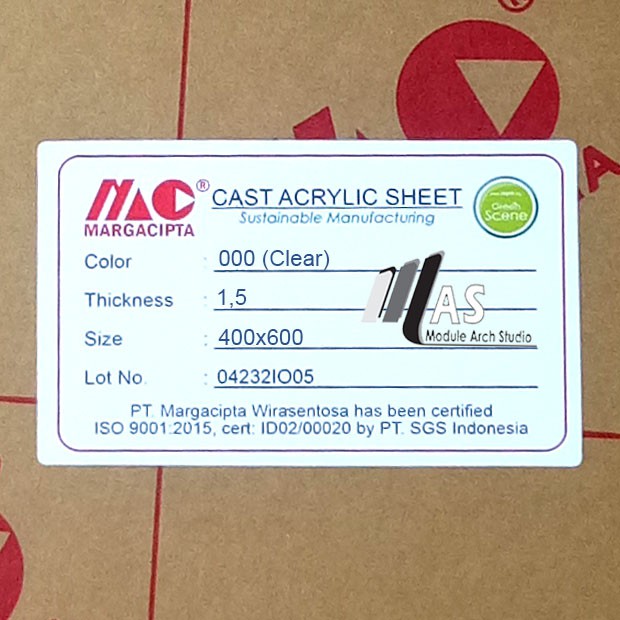 MAC®
MARGACIPTA
CAST ACRYLIC SHEET
Sustainable Manufacturing
Green
Scene
Color : 000 (Clear)
Thickness : 1,5
Size : 400x600
Lot No. : 04232IO05
MAS
Module Arch Studio
PT. Margacipta Wirasentosa has been certified
ISO 9001:2015, cert: ID02/00020 by PT. SGS Indonesia